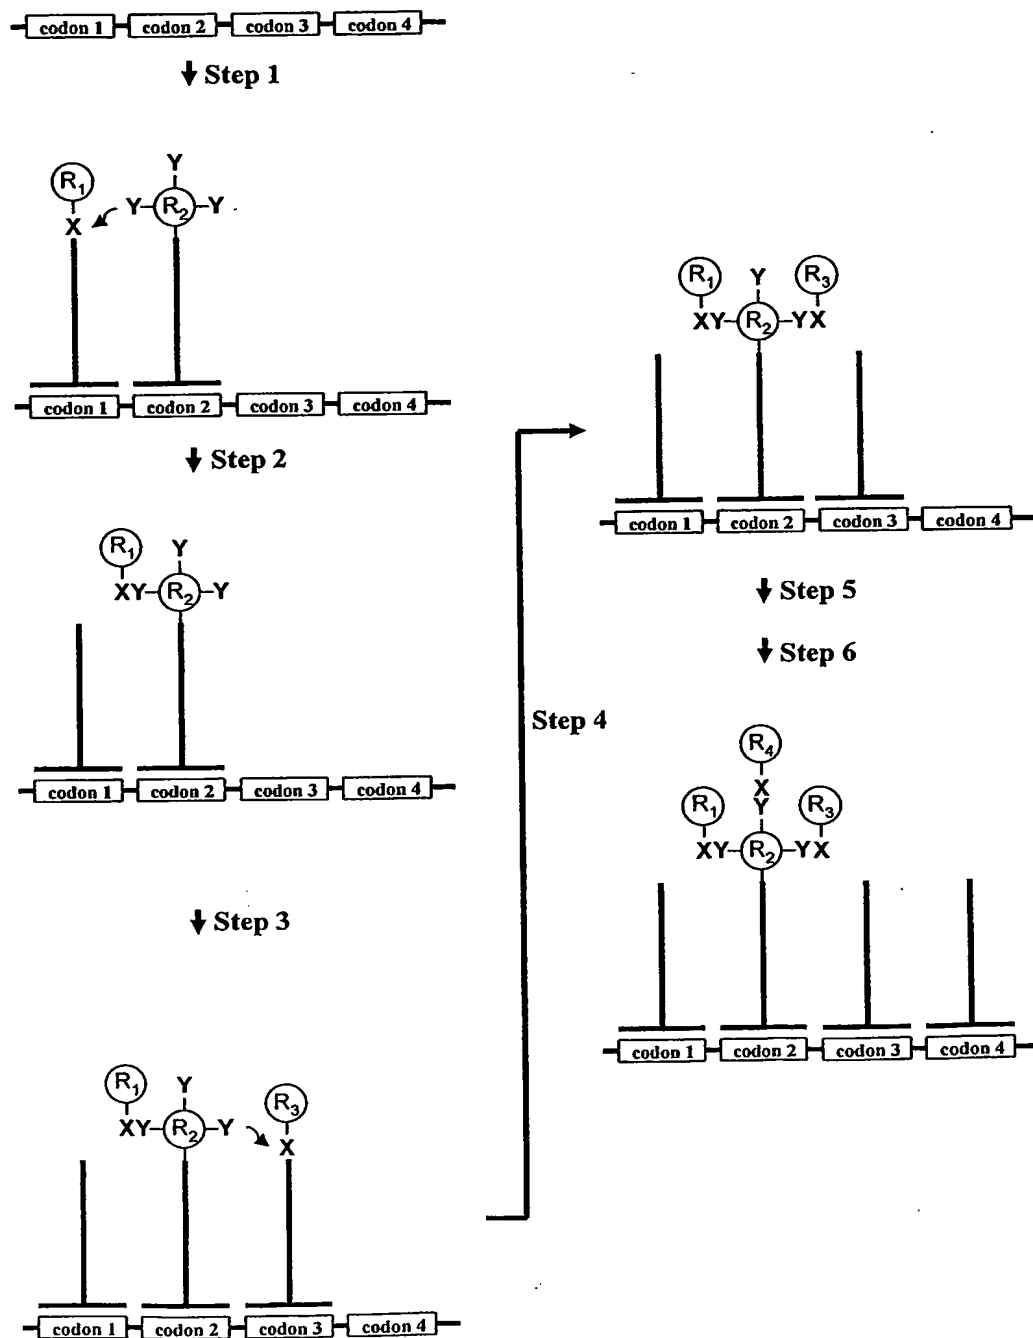 codon 1 codon 2 codon 3 codon 4
Step 1
R1 Y
X Y R2 Y
codon 1 codon 2 codon 3 codon 4
Step 2
R1 Y
XY R2 Y
codon 1 codon 2 codon 3 codon 4
Step 3
R1 Y R3
XY R2 Y X
codon 1 codon 2 codon 3 codon 4
Step 4
R1 Y R3
XY R2 YX
codon 1 codon 2 codon 3 codon 4
Step 5
Step 6
R4
X
R1 Y R3
XY R2 YX
codon 1 codon 2 codon 3 codon 4